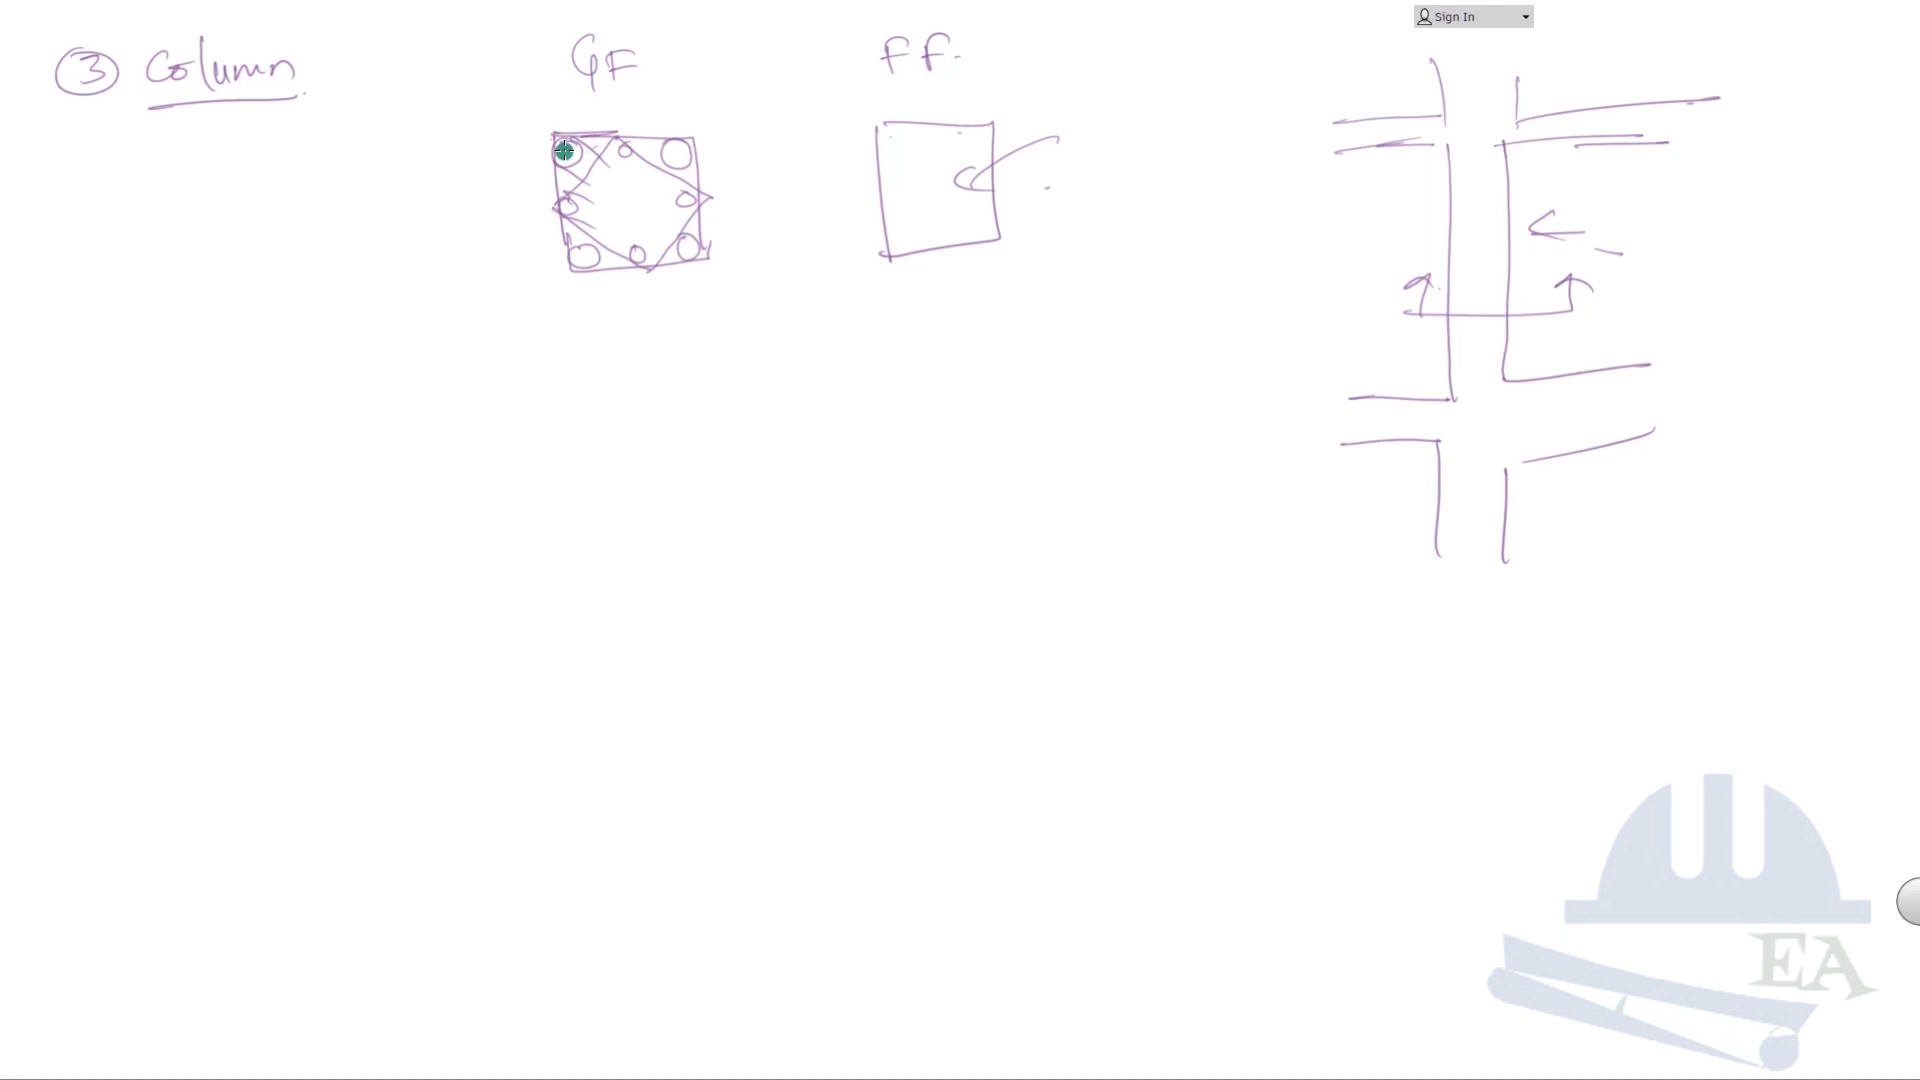 ③ Column
GF
FF.
Sign In
EA